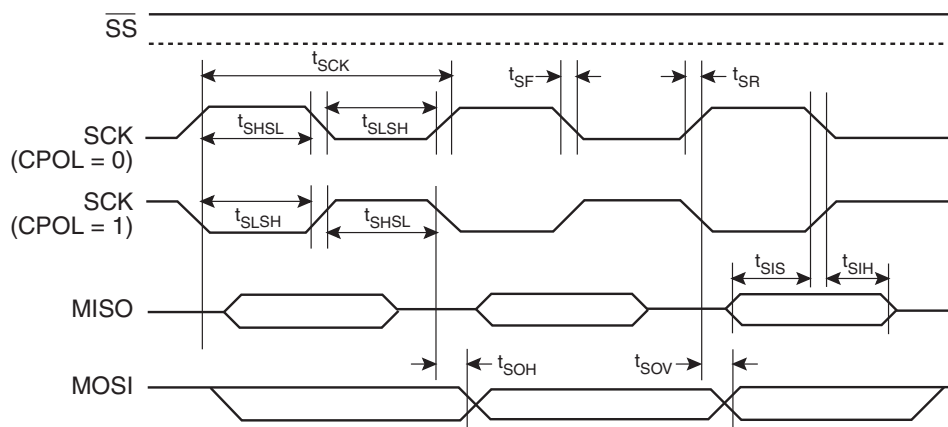 SS
tSCK
tSF
tSR
SCK
(CPOL = 0)
tSHSL
tSLSH
SCK
(CPOL = 1)
tSLSH
tSHSL
tSIS
tSIH
MISO
tSOH
tSOV
MOSI